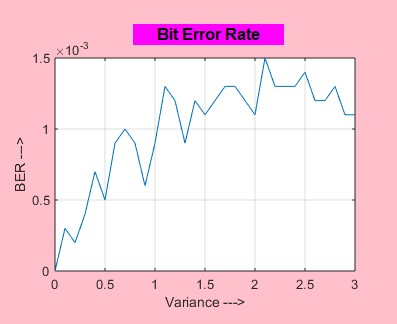 Bit Error Rate
×10⁻³
1.5
1
0.5
0
BER --->
0 0.5 1 1.5 2 2.5 3
Variance --->